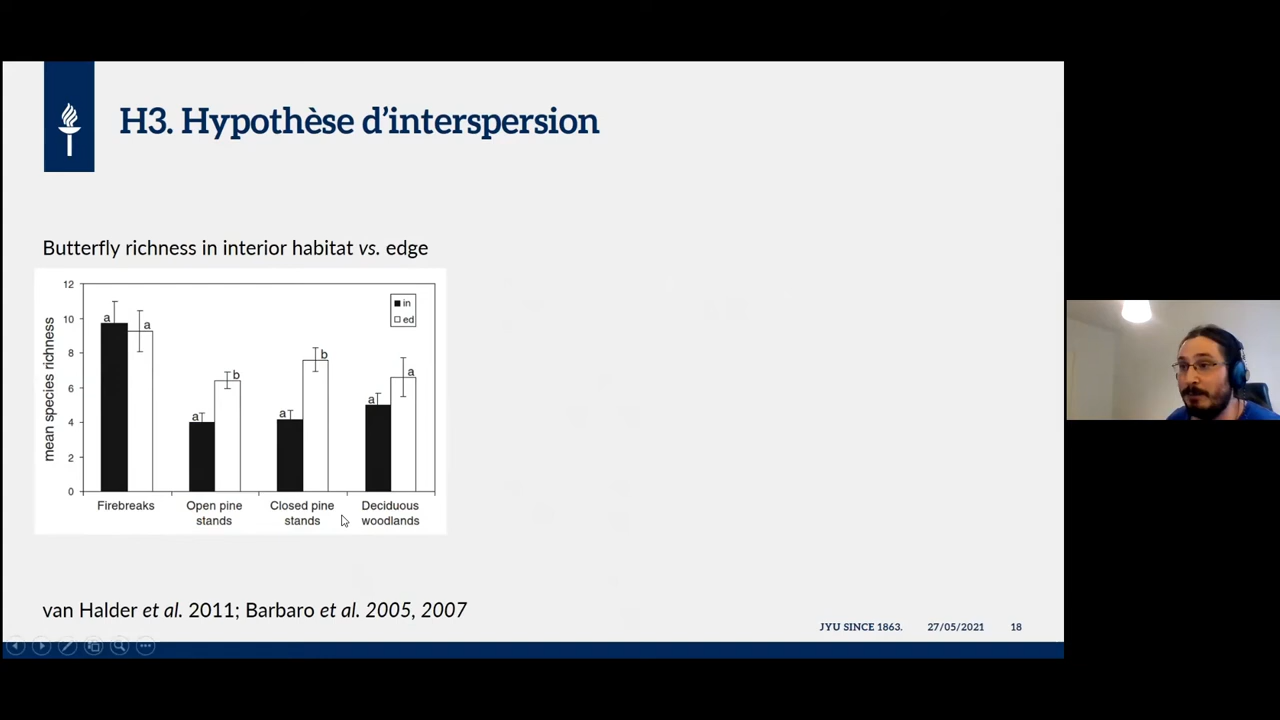 H3. Hypothèse d'interspersion
Butterfly richness in interior habitat vs. edge
12
10
8
6
4
2
0
mean species richness
in
ed
a
a
a
b
a
b
a
a
Firebreaks
Open pine
stands
Closed pine
stands
Deciduous
woodlands
van Halder et al. 2011; Barbaro et al. 2005, 2007
JYU SINCE 1863. 27/05/2021 18